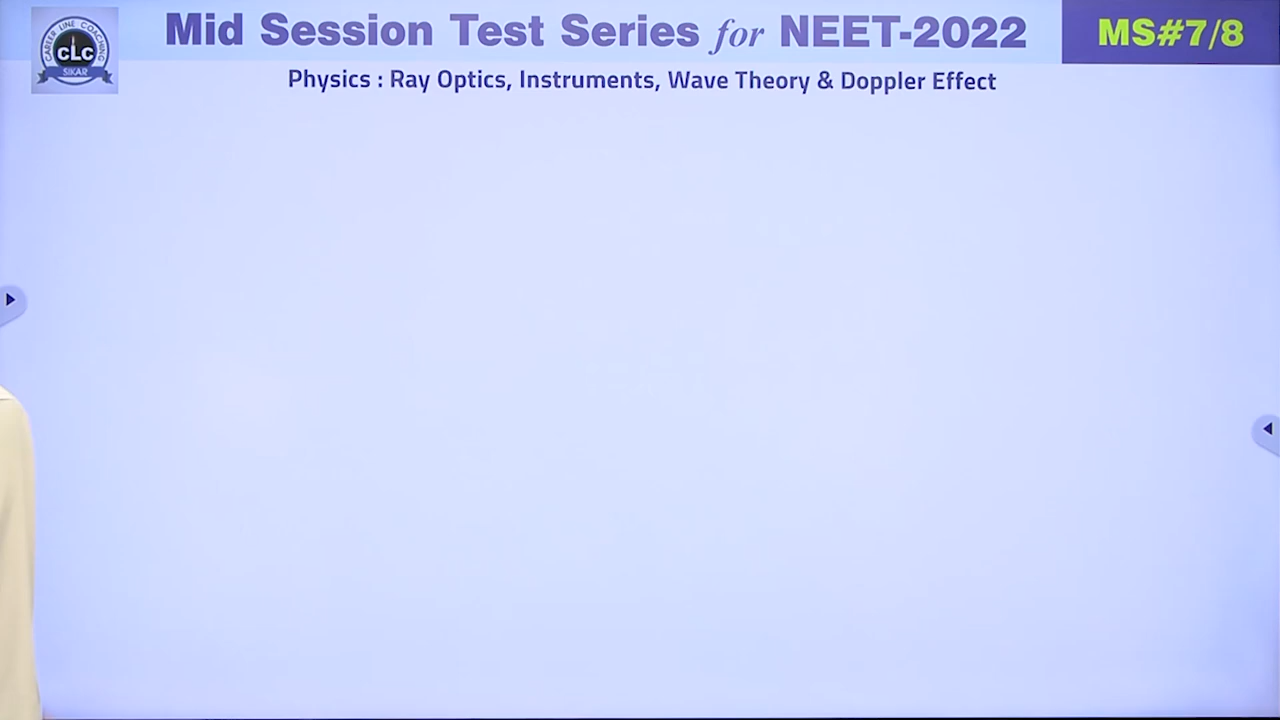 Mid Session Test Series for NEET-2022
MS#7/8
CAREER LINE COACHING
CLC
SIKAR
Physics : Ray Optics, Instruments, Wave Theory & Doppler Effect